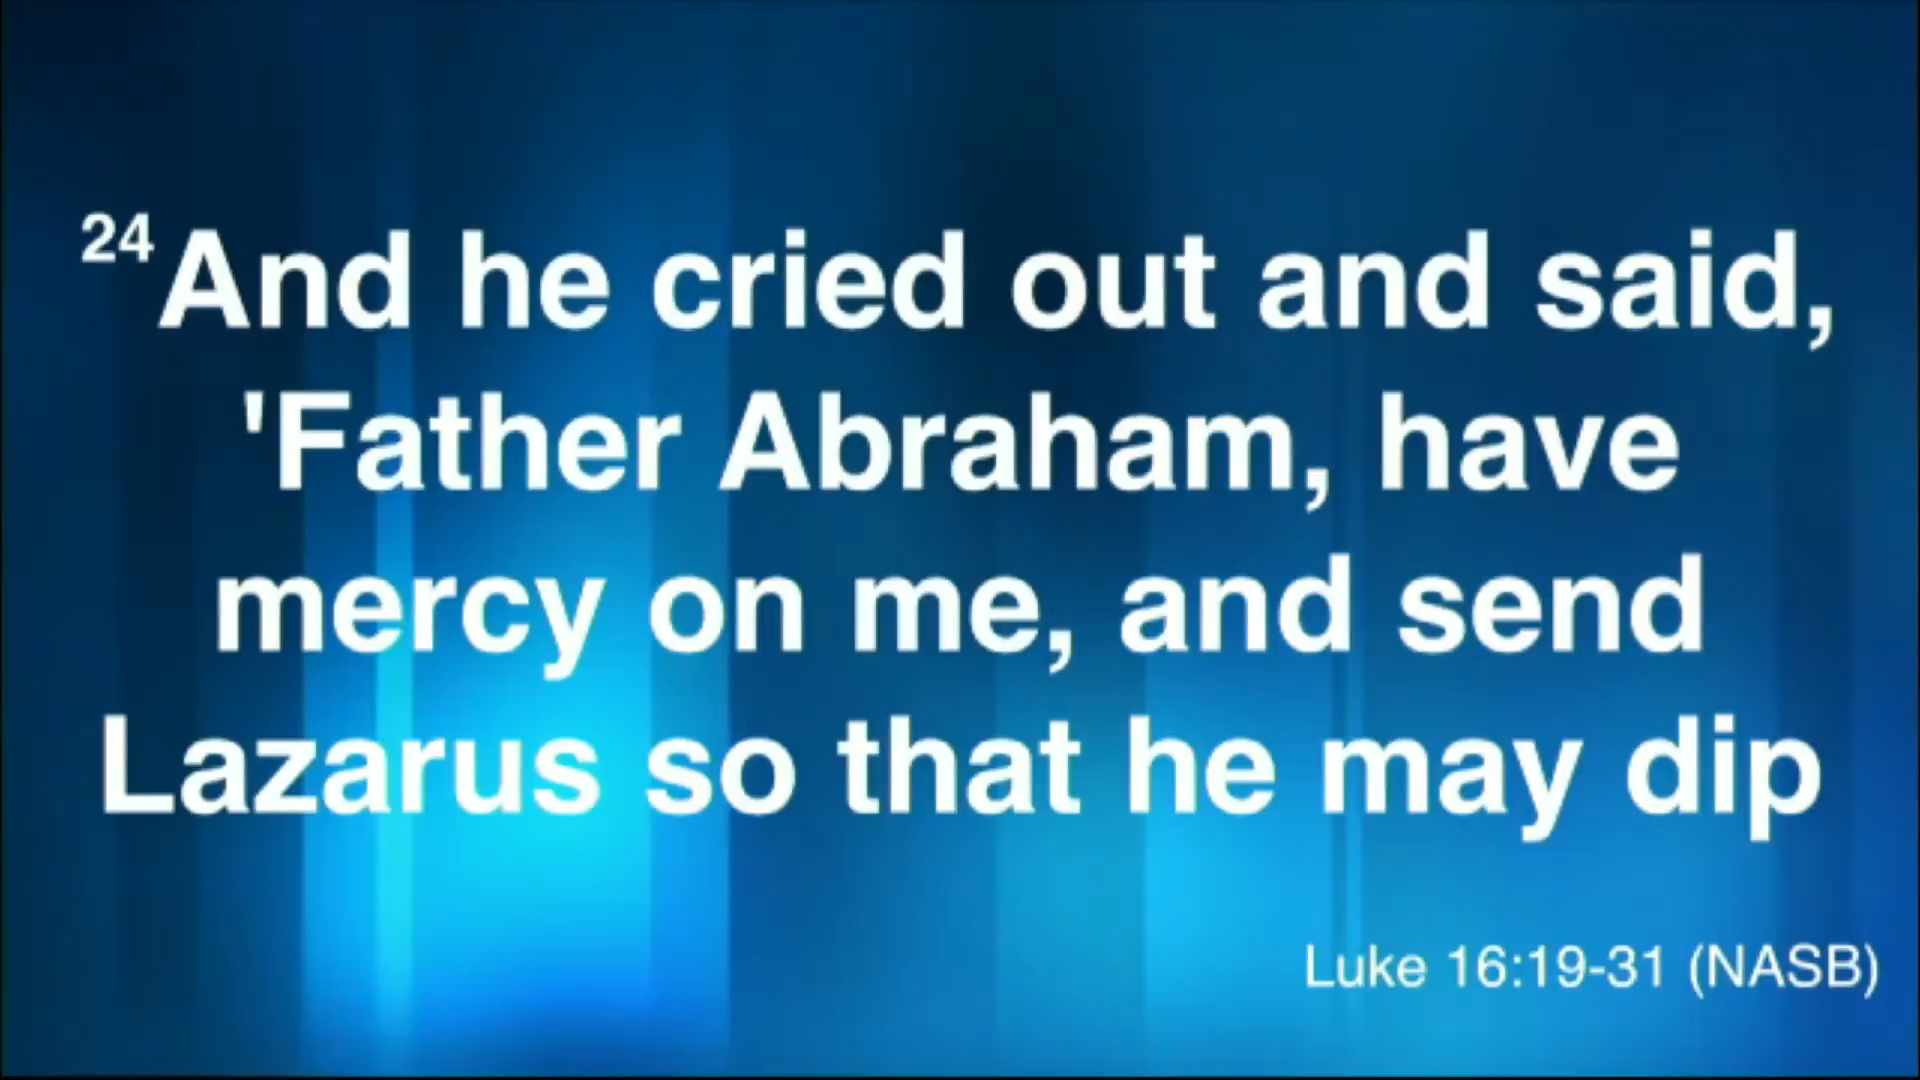 24 And he cried out and said,
'Father Abraham, have
mercy on me, and send
Lazarus so that he may dip
Luke 16:19-31 (NASB)